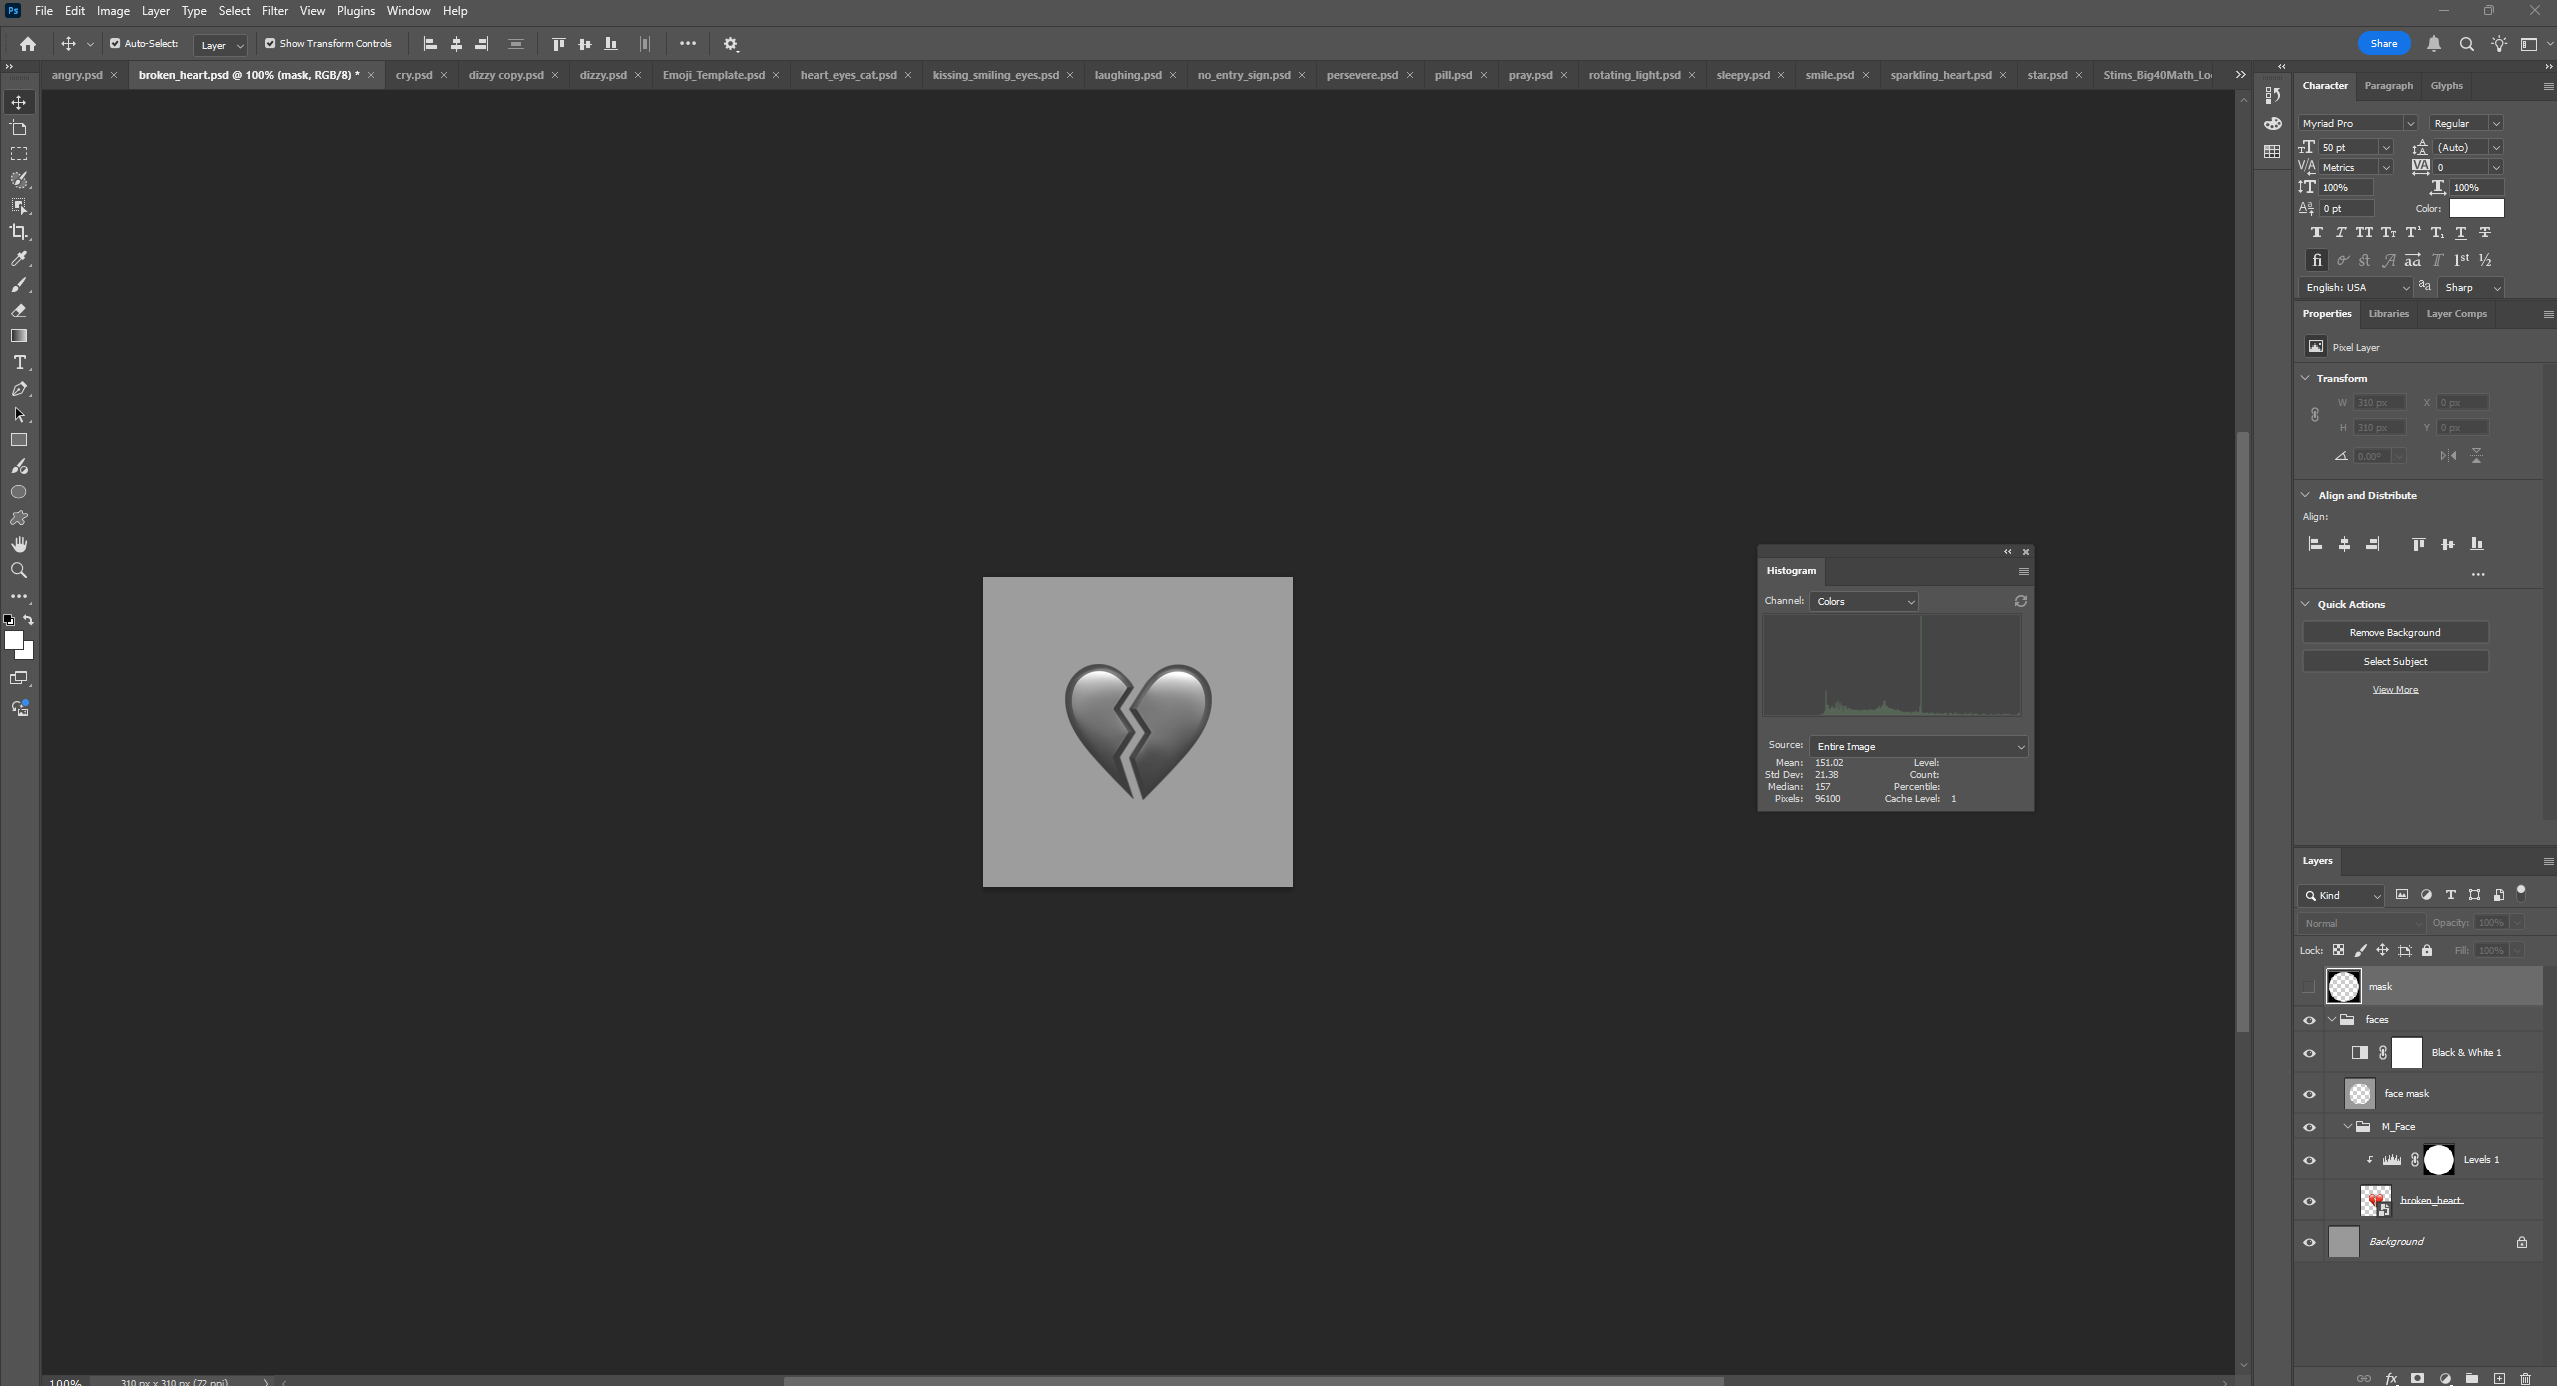 Ps File Edit Image Layer Type Select Filter View Plugins Window Help
Auto-Select: Layer Show Transform Controls Share
angry.psd broken_heart.psd @ 100% (mask, RGB/8) * cry.psd dizzy copy.psd dizzy.psd Emoji_Template.psd heart_eyes_cat.psd kissing_smiling_eyes.psd laughing.psd no_entry_sign.psd persevere.psd pill.psd pray.psd rotating_light.psd sleepy.psd smile.psd sparkling_heart.psd star.psd Stims_Big40Math_Lo
Character Paragraph Glyphs
Myriad Pro Regular
50 pt (Auto)
Metrics 0
100% 100%
0 pt Color:
English: USA Sharp
Properties Libraries Layer Comps
Pixel Layer
Transform
W 310 px X 0 px
H 310 px Y 0 px
0.00°
Align and Distribute
Align:
Quick Actions
Remove Background
Select Subject
View More
Histogram
Channel: Colors
Source: Entire Image
Mean: 151.02 Level:
Std Dev: 21.38 Count:
Median: 157 Percentile:
Pixels: 96100 Cache Level: 1
Layers
Kind
Normal Opacity: 100%
Lock: Fill: 100%
mask
faces
Black & White 1
face mask
M_Face
Levels 1
broken_heart
Background
100% 310 px x 310 px (72 ppi)